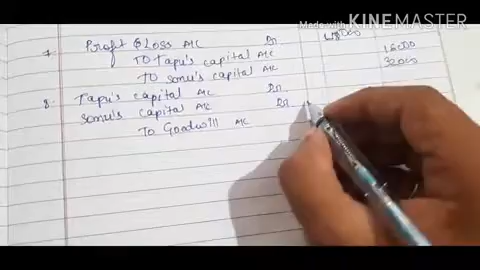 Made with KINEMASTER
7. Profit & Loss A/c Dr 48000
To Tapu's capital A/c 16000
To Sonu's capital A/c 32000
8. Tapu's capital A/c Dr.
Sonu's capital A/c Dr
To Goodwill A/c